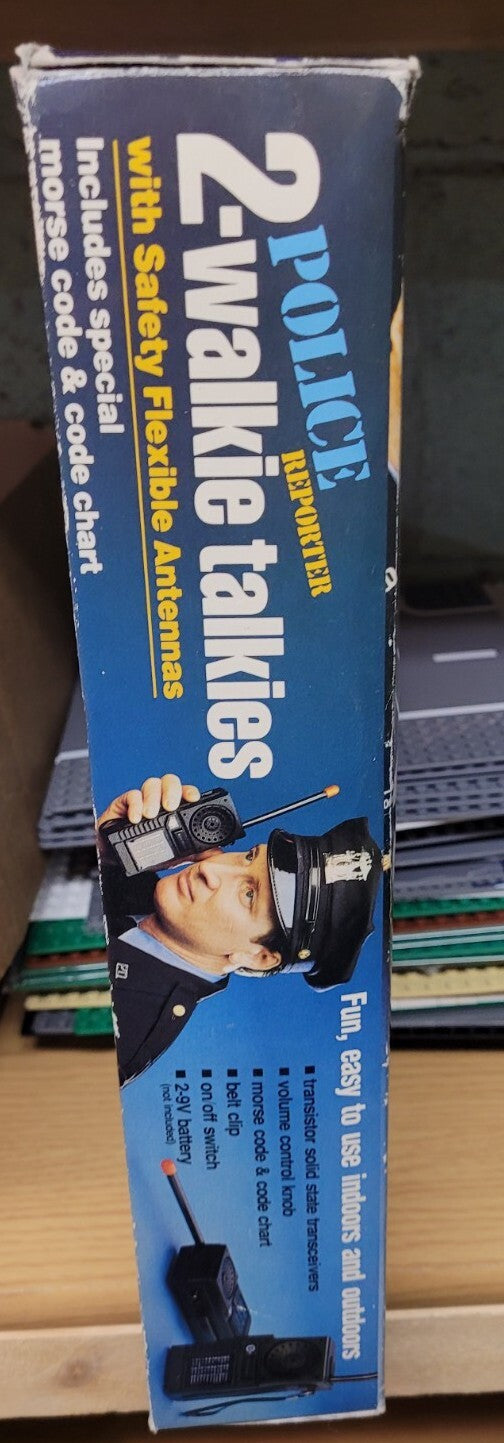 POLICE
REPORTER
2-walkie talkies
with Safety Flexible Antennas
Includes special
morse code & code chart
Fun, easy to use indoors and outdoors
■ transistor solid state transceivers
■ volume control knob
■ morse code & code chart
■ belt clip
■ on/off switch
■ 2-9V battery
(not included)